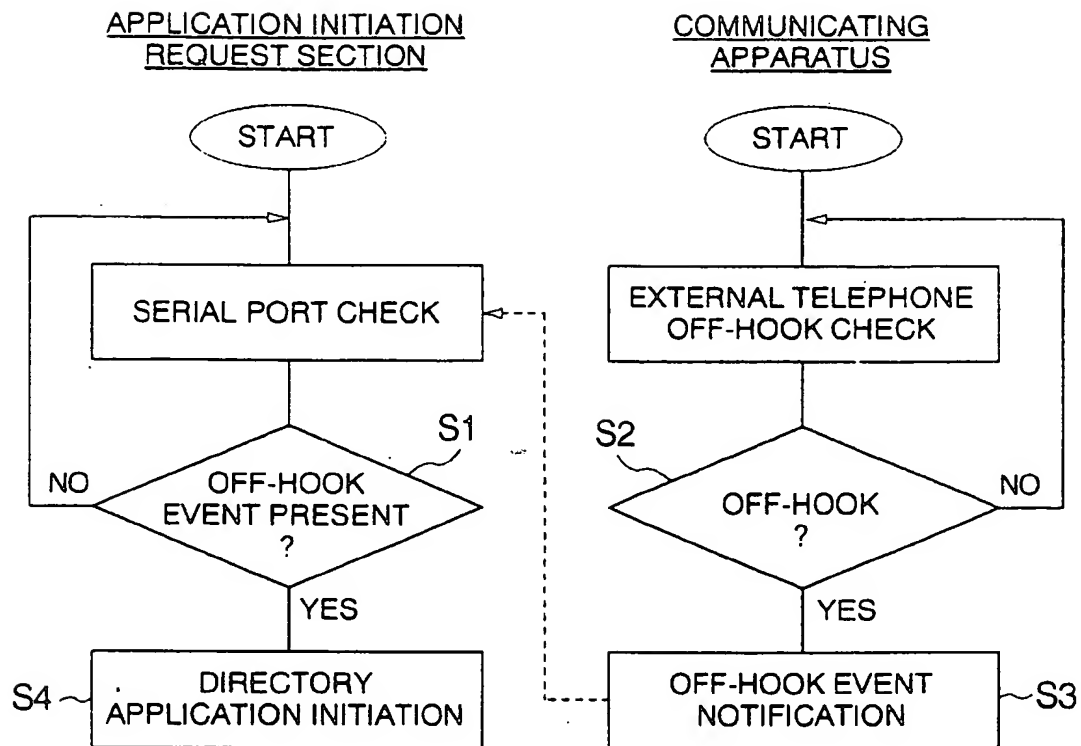 APPLICATION INITIATION
REQUEST SECTION
START
SERIAL PORT CHECK
S1
NO
OFF-HOOK
EVENT PRESENT
?
YES
S4
DIRECTORY
APPLICATION INITIATION
COMMUNICATING
APPARATUS
START
EXTERNAL TELEPHONE
OFF-HOOK CHECK
S2
OFF-HOOK
?
NO
YES
OFF-HOOK EVENT
NOTIFICATION
S3